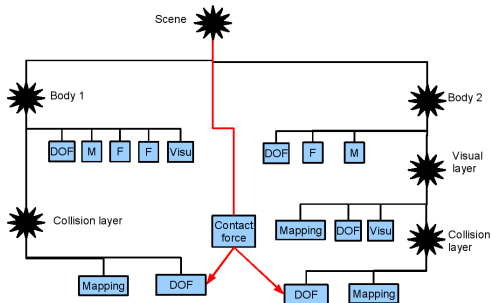 Scene
Body 1
Body 2
DOF
M
F
F
Visu
DOF
F
M
Visual
layer
Collision layer
Contact
force
Mapping
DOF
Visu
Collision
layer
Mapping
DOF
DOF
Mapping